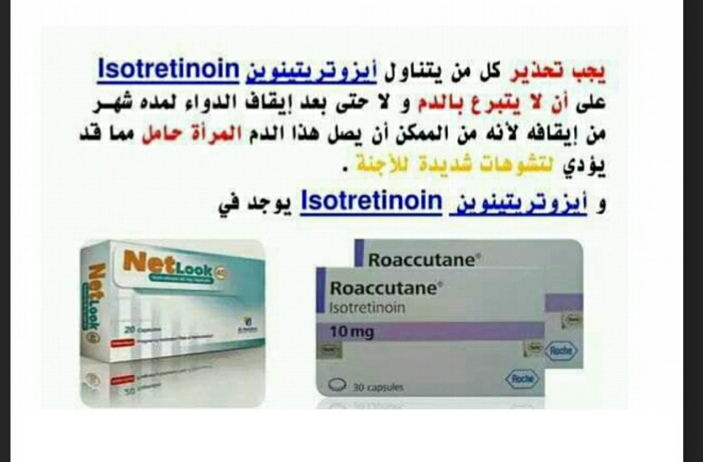 يجب تحذير كل من يتناول أيزوتريتينوين Isotretinoin
على أن لا يتبرع بالدم و لا حتى بعد إيقاف الدواء لمده شهر
من إيقافه لأنه من الممكن أن يصل هذا الدم المرأة حامل مما قد
يؤدي لتشوهات شديدة للأجنة .
و أيزوتريتينوين Isotretinoin يوجد في
NetLook 40
NetLook
20 Capsules
Roaccutane®
Roaccutane®
Isotretinoin
10 mg
Roche
Roche
30 capsules